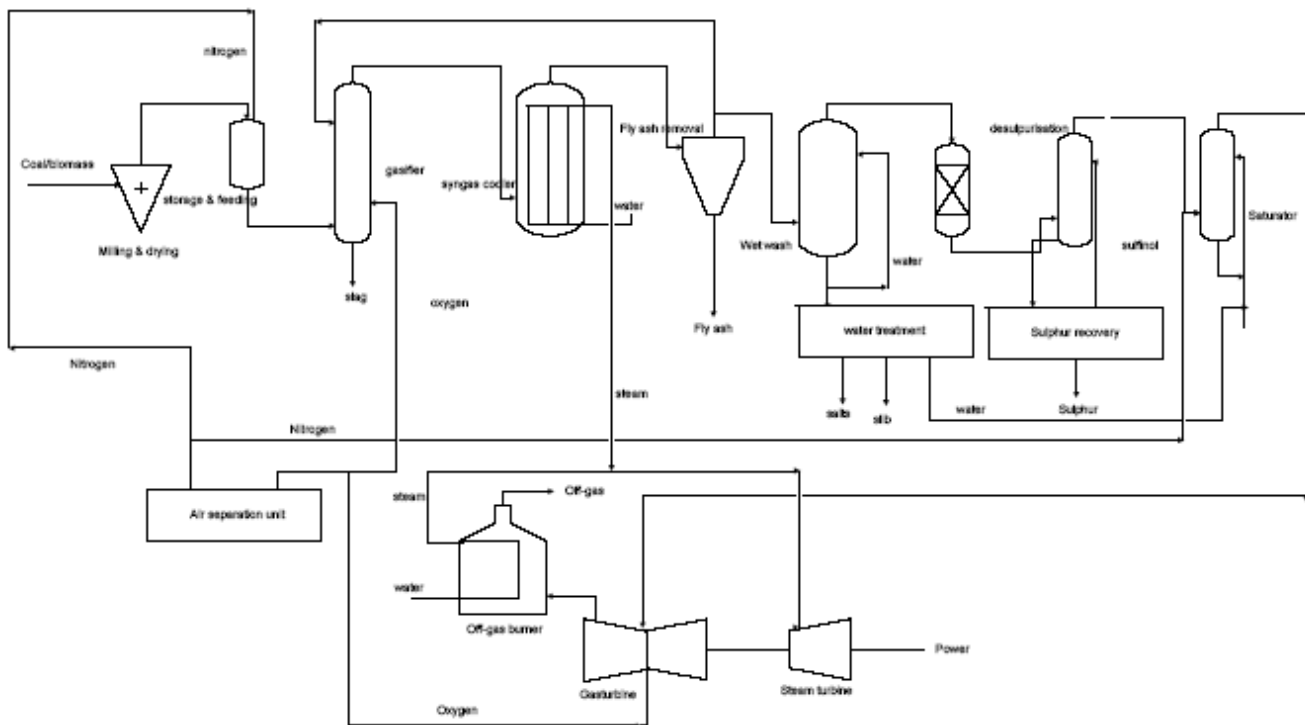 nitrogen
Coal/biomass
storage & feeding
Milling & drying
gasifier
slag
oxygen
syngas cooler
water
Fly ash removal
Fly ash
Wet wash
water
water treatment
salts
slib
water
desulpurisation
sulfinol
Sulphur recovery
Sulphur
Saturator
Nitrogen
Nitrogen
Air separation unit
steam
steam
Off-gas
water
Off-gas burner
Gasturbine
Steam turbine
Power
Oxygen